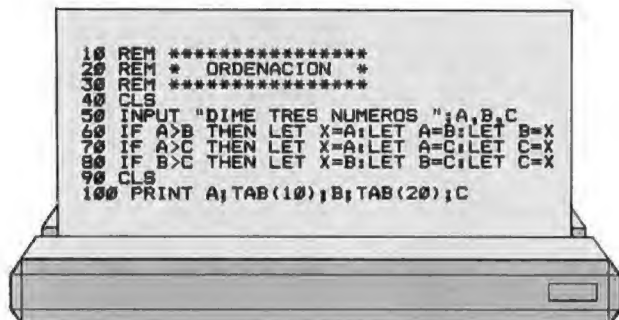 10 REM ****************
20 REM *  ORDENACION  *
30 REM ****************
40 CLS
50 INPUT "DIME TRES NUMEROS ";A,B,C
60 IF A>B THEN LET X=A:LET A=B:LET B=X
70 IF A>C THEN LET X=A:LET A=C:LET C=X
80 IF B>C THEN LET X=B:LET B=C:LET C=X
90 CLS
100 PRINT A;TAB(10);B;TAB(20);C